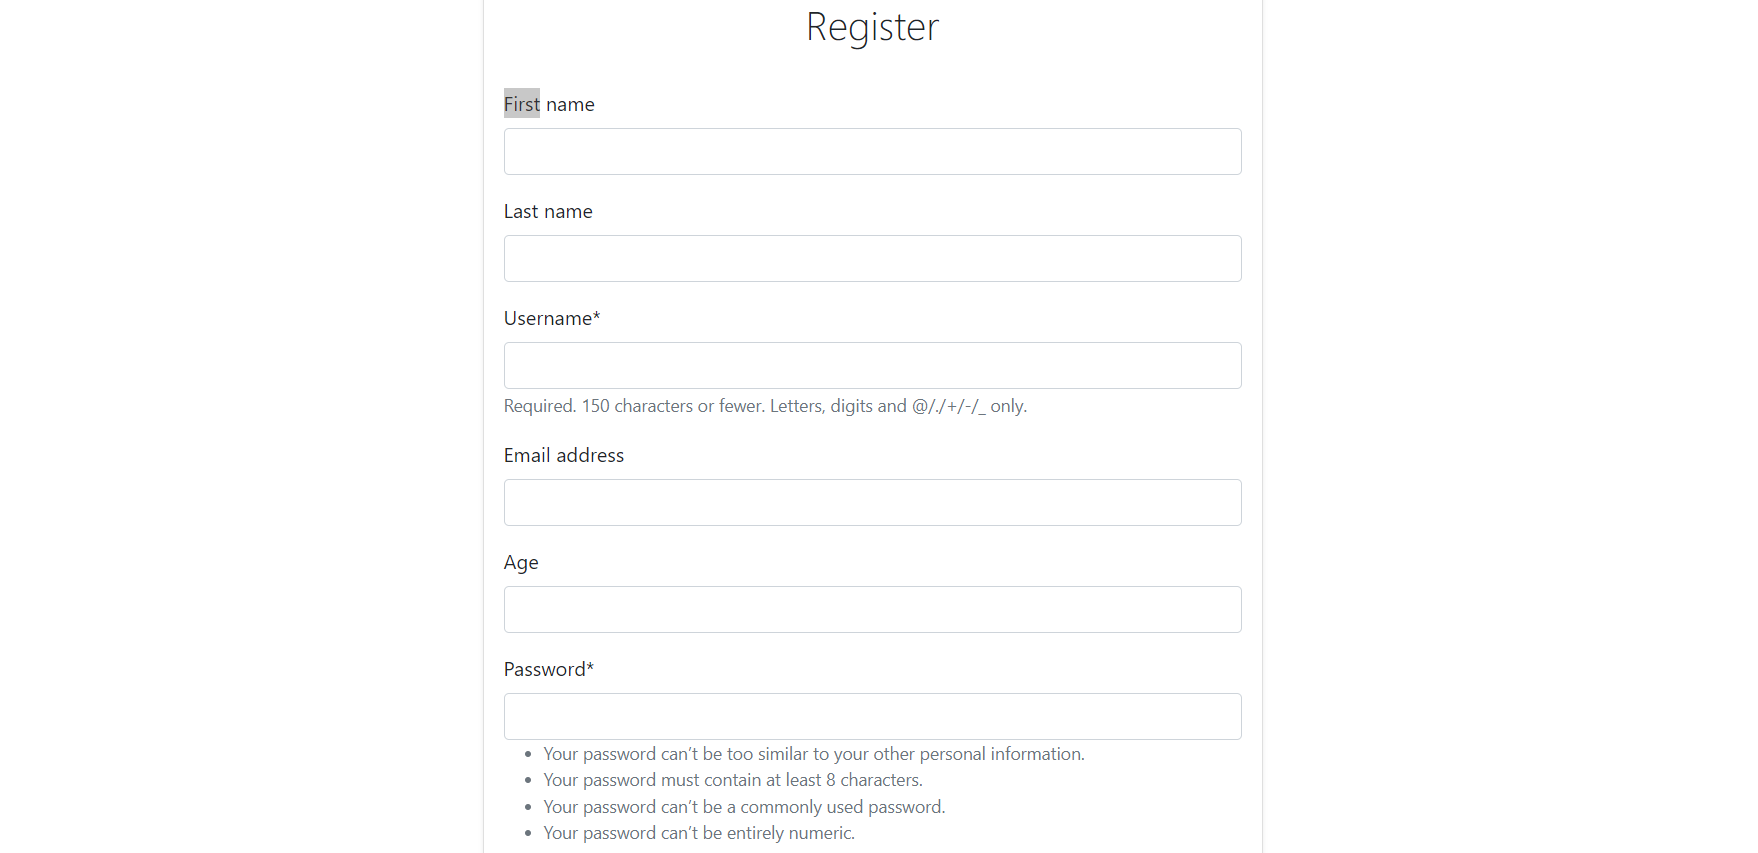 Register
First name
Last name
Username*
Required. 150 characters or fewer. Letters, digits and @/./+/-/_ only.
Email address
Age
Password*
Your password can’t be too similar to your other personal information.
Your password must contain at least 8 characters.
Your password can’t be a commonly used password.
Your password can’t be entirely numeric.